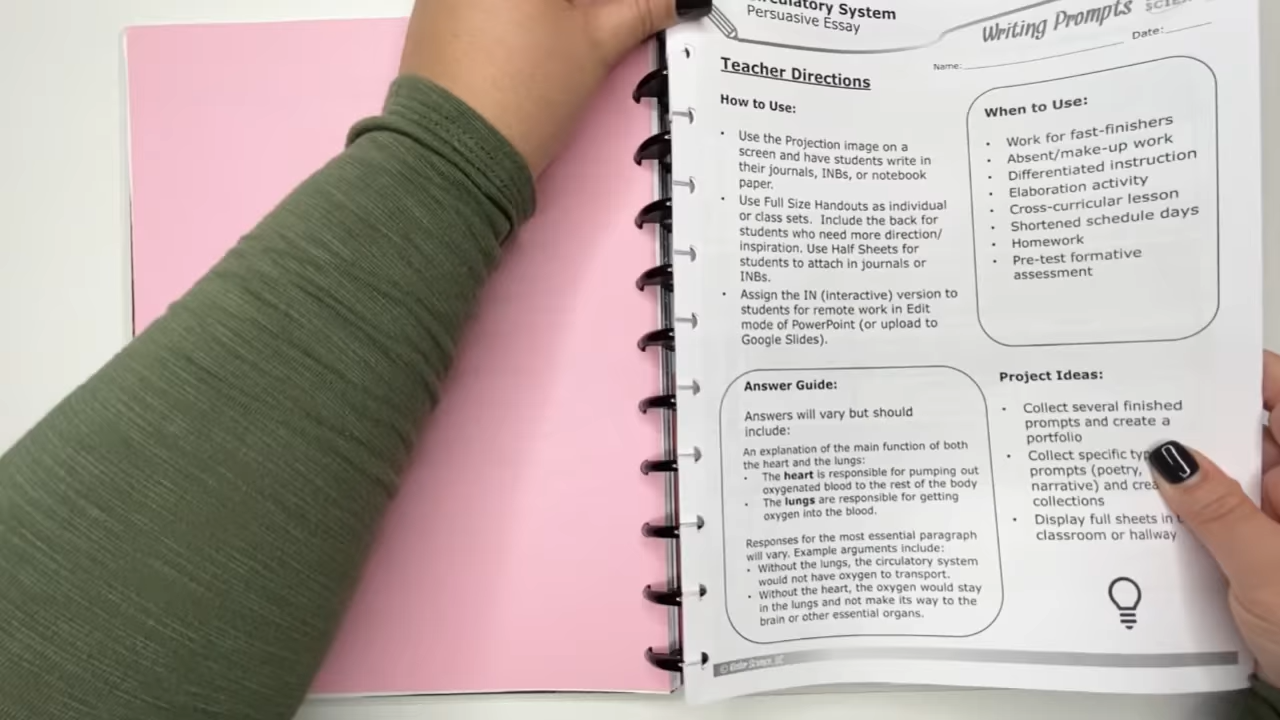 Circulatory System
Persuasive Essay
Writing Prompts
Name:
Date:
Teacher Directions
How to Use:
• Use the Projection image on a
screen and have students write in
their journals, INBs, or notebook
paper.
• Use Full Size Handouts as individual
or class sets. Include the back for
students who need more direction/
inspiration. Use Half Sheets for
students to attach in journals or
INBs.
• Assign the IN (interactive) version to
students for remote work in Edit
mode of PowerPoint (or upload to
Google Slides).
When to Use:
• Work for fast-finishers
• Absent/make-up work
• Differentiated instruction
• Elaboration activity
• Cross-curricular lesson
• Shortened schedule days
• Homework
• Pre-test formative
assessment
Answer Guide:
Answers will vary but should
include:
An explanation of the main function of both
the heart and the lungs:
• The heart is responsible for pumping out
oxygenated blood to the rest of the body
• The lungs are responsible for getting
oxygen into the blood.
Responses for the most essential paragraph
will vary. Example arguments include:
• Without the lungs, the circulatory system
would not have oxygen to transport.
• Without the heart, the oxygen would stay
in the lungs and not make its way to the
brain or other essential organs.
Project Ideas:
• Collect several finished
prompts and create a
portfolio
• Collect specific
prompts (poetry,
narrative) and
collections
• Display full sheets in
classroom or hallway